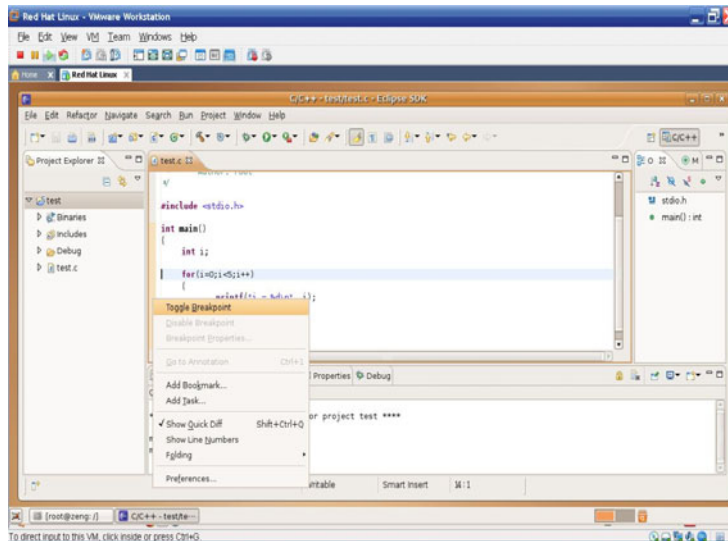 Red Hat Linux - VMware Workstation
File Edit View VM Team Windows Help
Home X Red Hat Linux X
C/C++ - test/test.c - Eclipse SDK
File Edit Refactor Navigate Search Run Project Window Help
C/C++
Project Explorer
test.c
O M
test
Binaries
Includes
Debug
test.c
*/
#include <stdio.h>
int main()
{
int i;
for(i=0;i<5;i++)
{
stdio.h
main() : int
Toggle Breakpoint
Disable Breakpoint
Breakpoint Properties...
Go to Annotation Ctrl+1
Add Bookmark...
Add Task...
✓ Show Quick Diff Shift+Ctrl+Q
Show Line Numbers
Folding
Preferences...
Properties Debug
or project test ****
Smart Insert 14:1
[root@zeng:/] C/C++ - test/te
To direct input to this VM, click inside or press Ctrl+G.